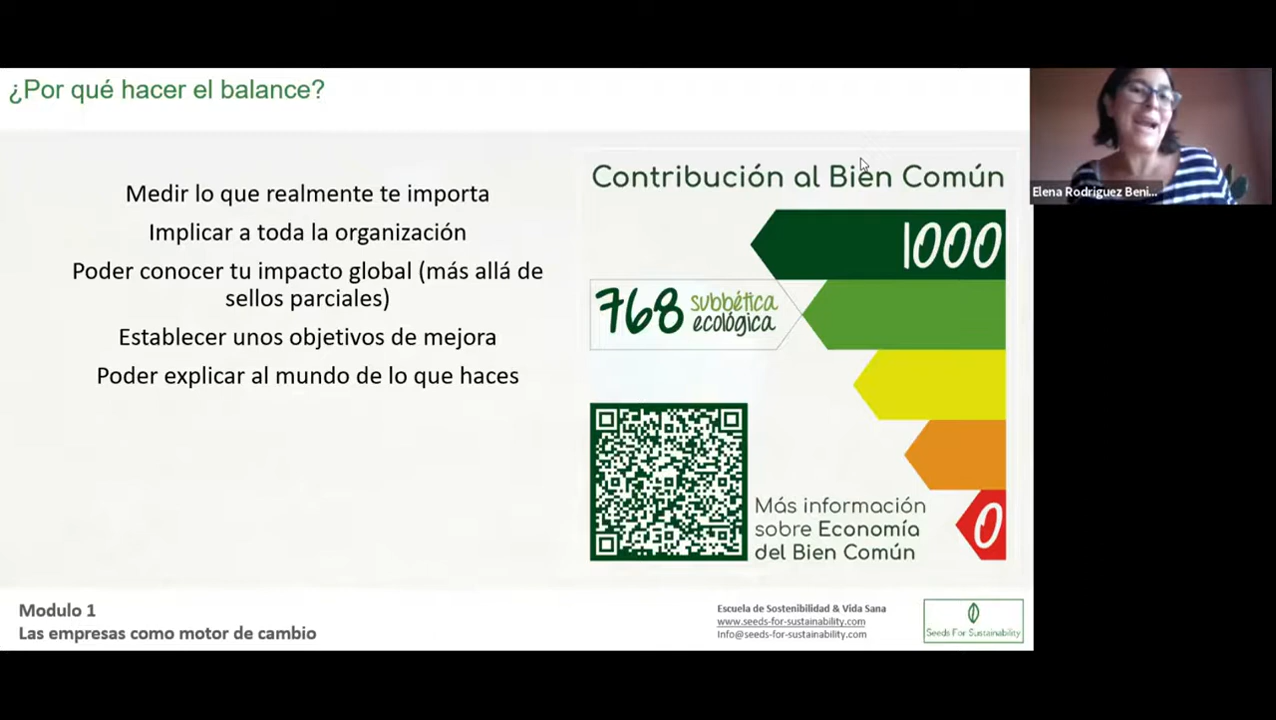 ¿Por qué hacer el balance?
Medir lo que realmente te importa
Implicar a toda la organización
Poder conocer tu impacto global (más allá de
sellos parciales)
Establecer unos objetivos de mejora
Poder explicar al mundo de lo que haces
Contribución al Bien Común
1000
768 subbética
ecológica
0
Más información
sobre Economía
del Bien Común
Elena Rodriguez Beni...
Modulo 1
Las empresas como motor de cambio
Escuela de Sostenibilidad & Vida Sana
www.seeds-for-sustainability.com
Info@seeds-for-sustainability.com
Seeds For Sustainability